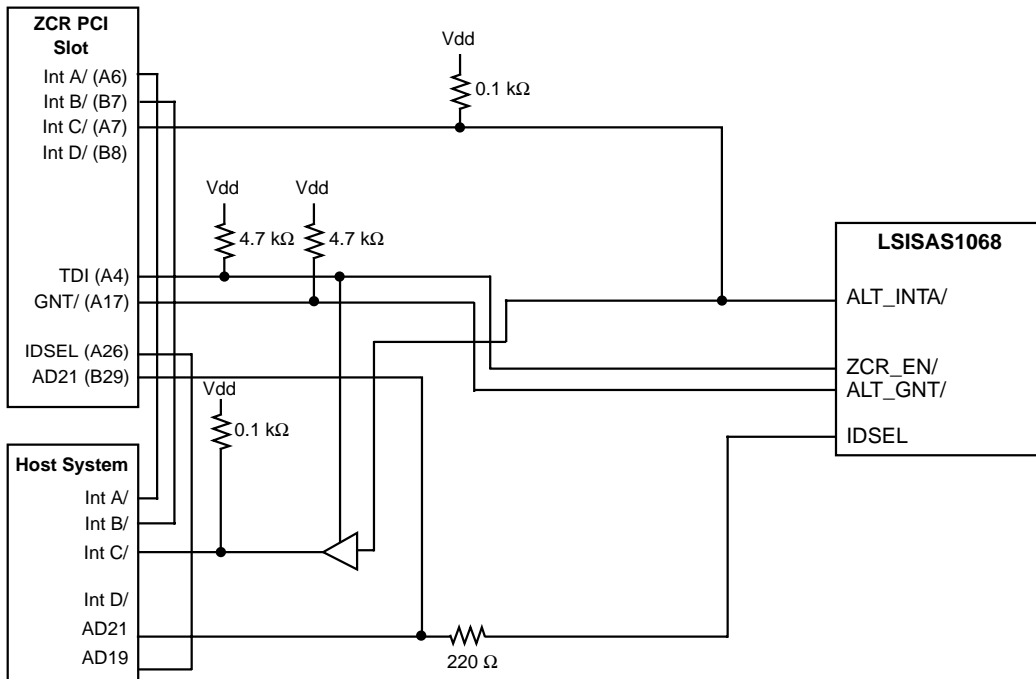 ZCR PCI
Slot
Int A/ (A6)
Int B/ (B7)
Int C/ (A7)
Int D/ (B8)
TDI (A4)
GNT/ (A17)
IDSEL (A26)
AD21 (B29)
Vdd
0.1 kΩ
Vdd
4.7 kΩ
Vdd
4.7 kΩ
LSISAS1068
ALT_INTA/
ZCR_EN/
ALT_GNT/
IDSEL
Vdd
0.1 kΩ
Host System
Int A/
Int B/
Int C/
Int D/
AD21
AD19
220 Ω